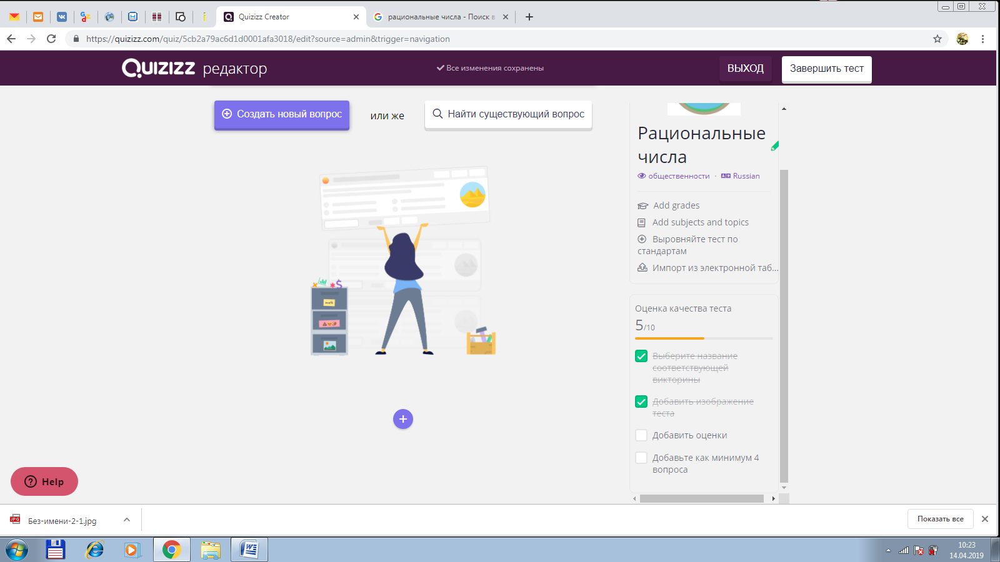 Quizizz Creator
рациональные числа - Поиск в
https://quizizz.com/quiz/5cb2a79ac6d1d0001afa3018/edit?source=admin&trigger=navigation
QUIZIZZ редактор
Все изменения сохранены
ВЫХОД
Завершить тест
Создать новый вопрос
или же
Найти существующий вопрос
Рациональные
числа
общественности · Russian
Add grades
Add subjects and topics
Выровняйте тест по
стандартам
Импорт из электронной таб...
Оценка качества теста
5/10
Выберите название
соответствующей
викторины
Добавить изображение
теста
Добавить оценки
Добавьте как минимум 4
вопроса
Help
JPG
Без-имени-2-1.jpg
Показать все
10:23
14.04.2019